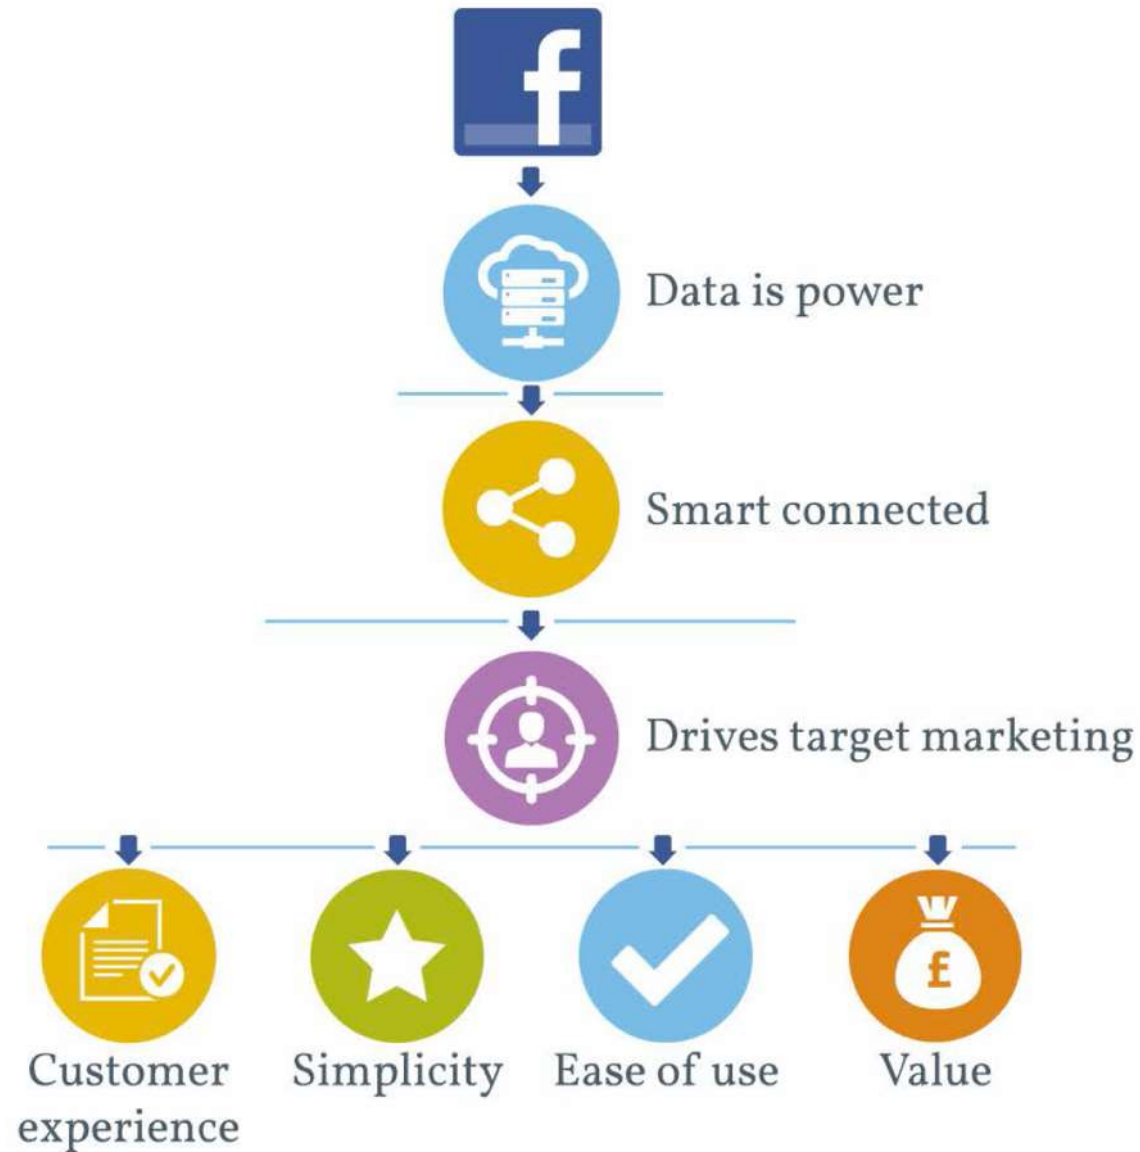 f
Data is power
Smart connected
Drives target marketing
£
Customer
experience
Simplicity
Ease of use
Value